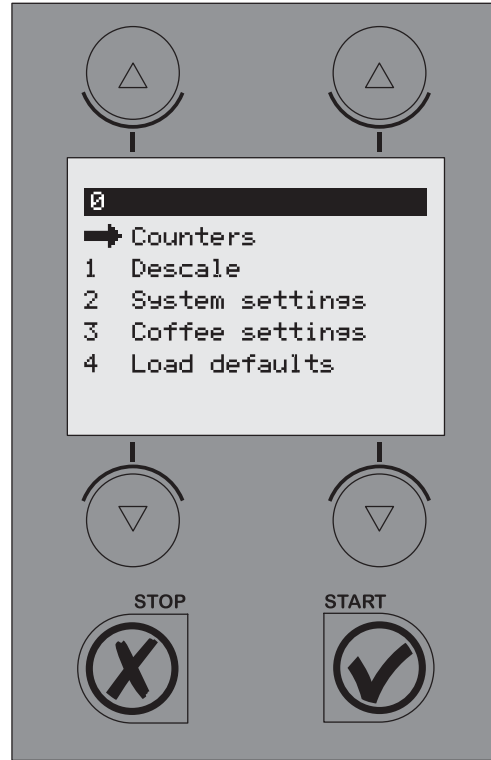 0
Counters
1 Descale
2 System settings
3 Coffee settings
4 Load defaults
STOP START